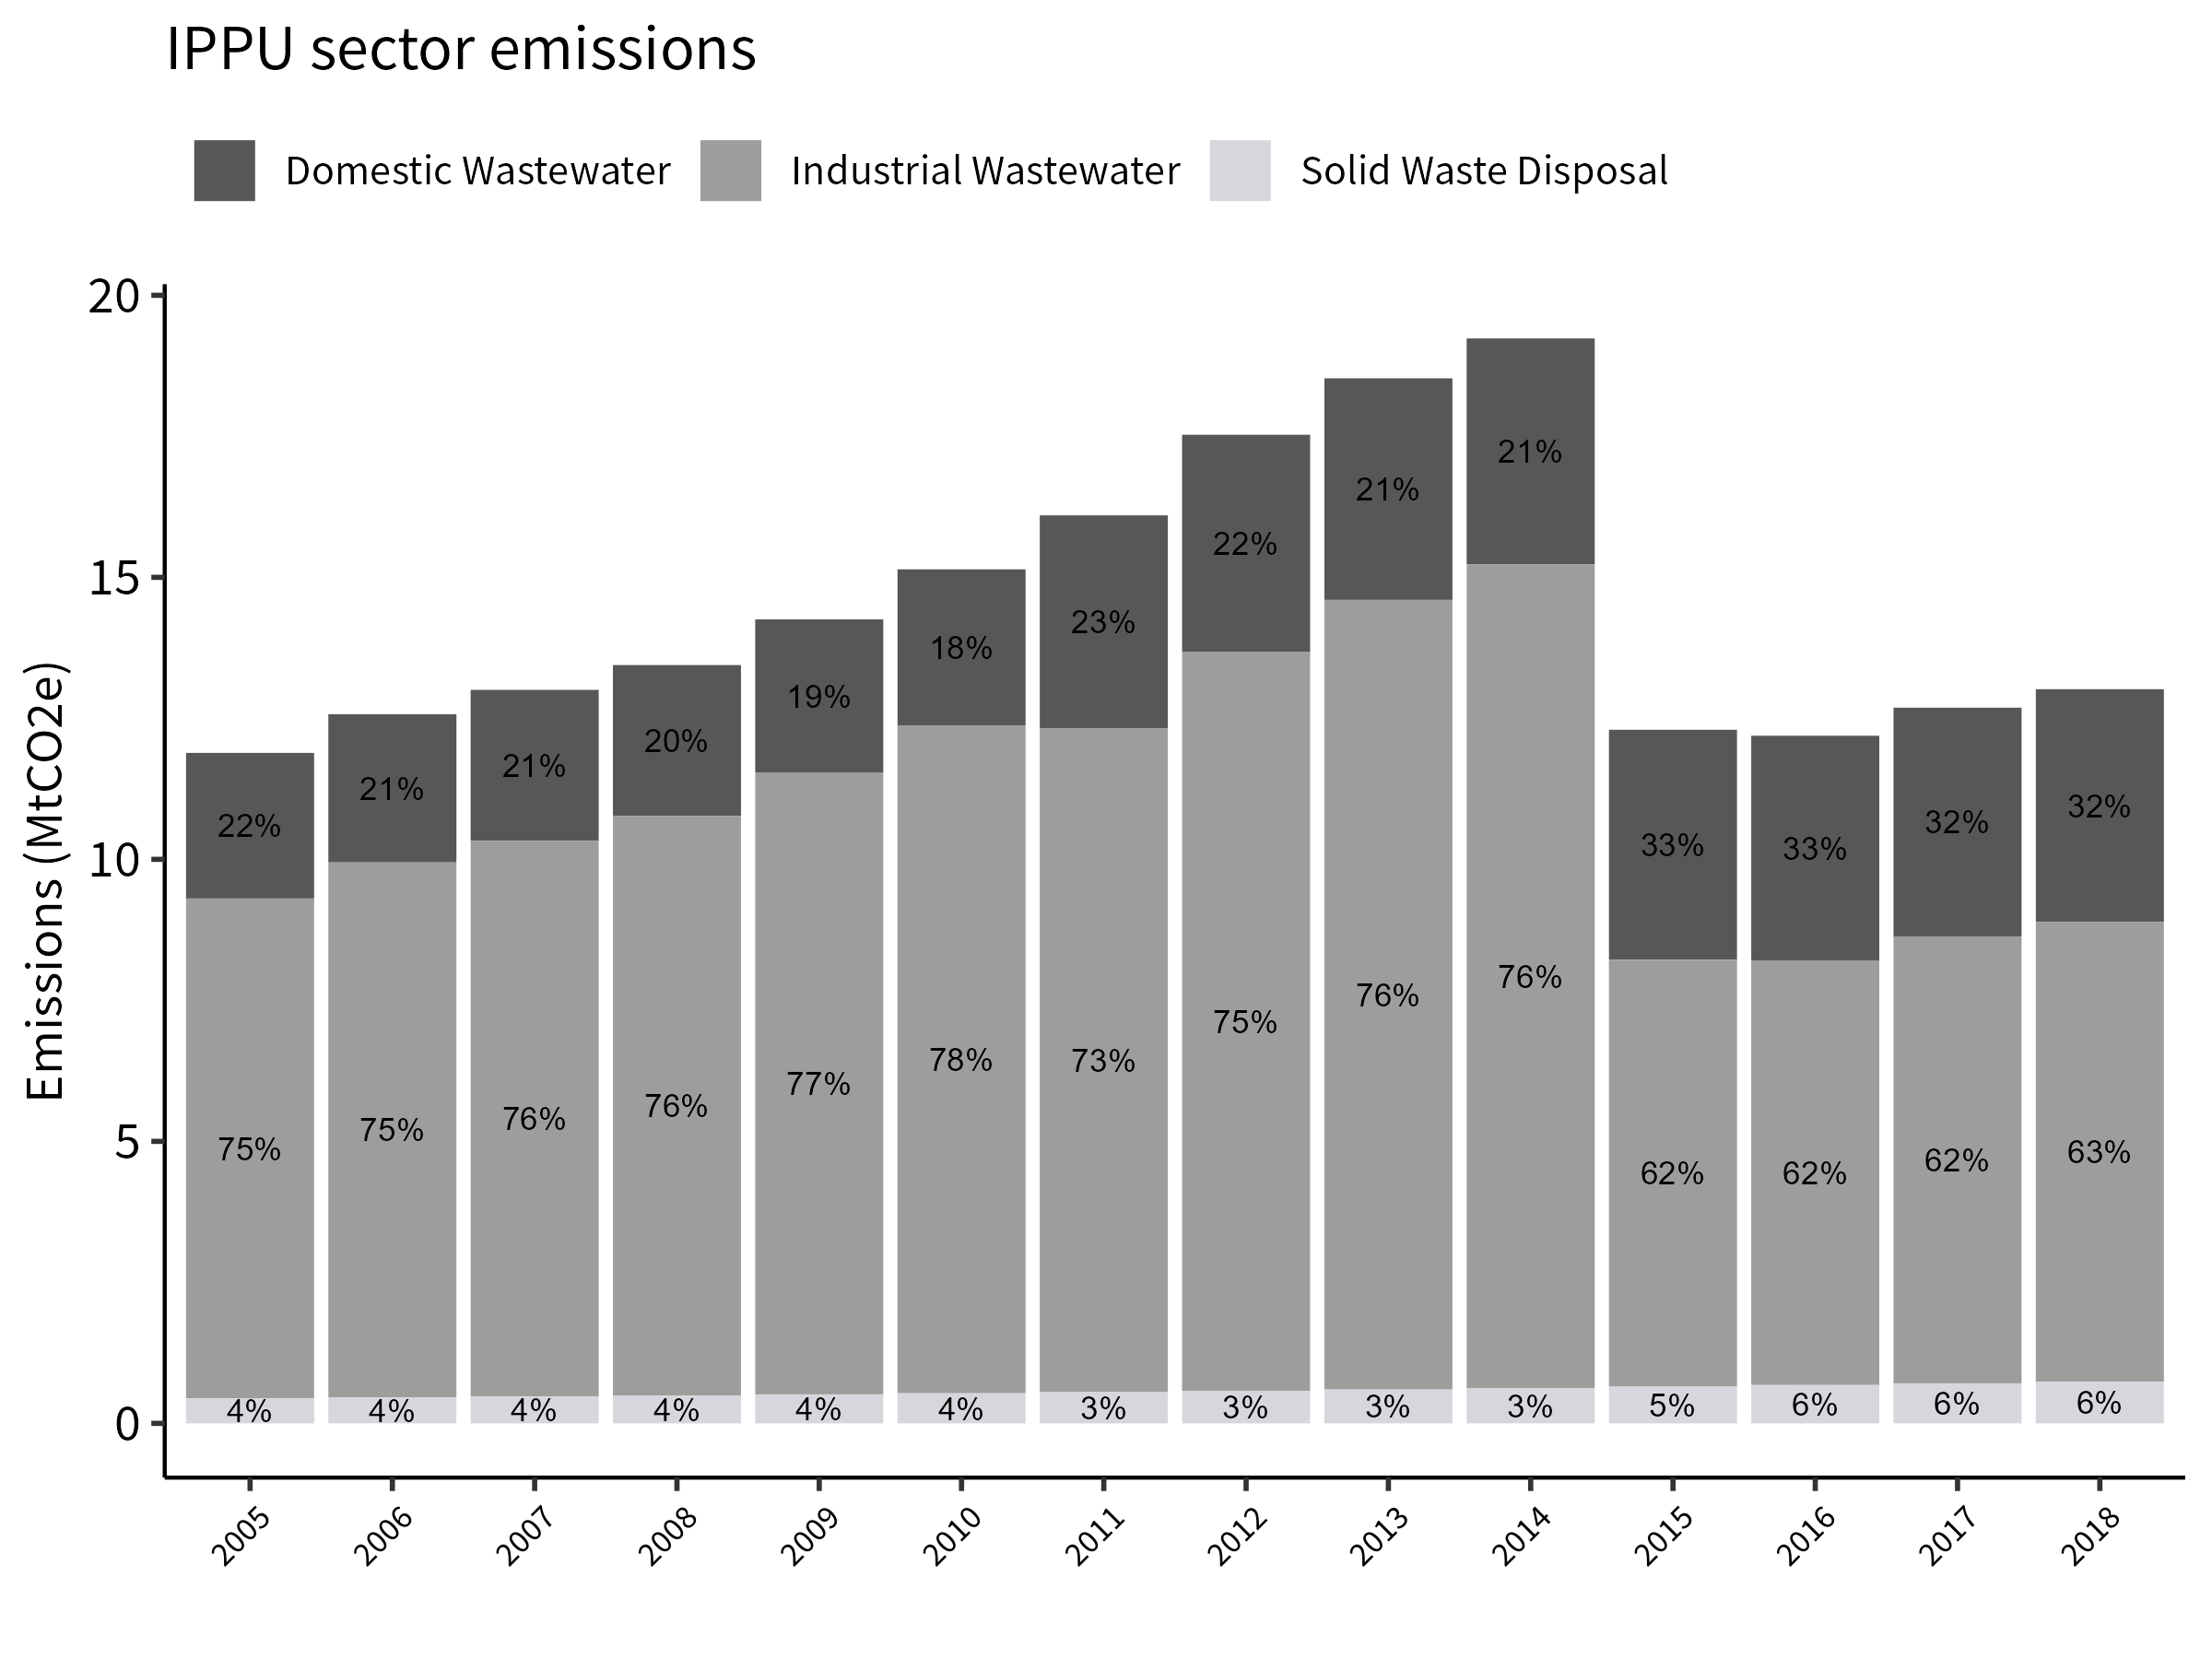 IPPU sector emissions
Domestic Wastewater Industrial Wastewater Solid Waste Disposal
Emissions (MtCO2e)
20
15
10
5
0
22% 21% 21% 20% 19% 18% 23% 22% 21% 21% 33% 33% 32% 32%
75% 75% 76% 76% 77% 78% 73% 75% 76% 76% 62% 62% 62% 63%
4% 4% 4% 4% 4% 4% 3% 3% 3% 3% 5% 6% 6% 6%
2005 2006 2007 2008 2009 2010 2011 2012 2013 2014 2015 2016 2017 2018